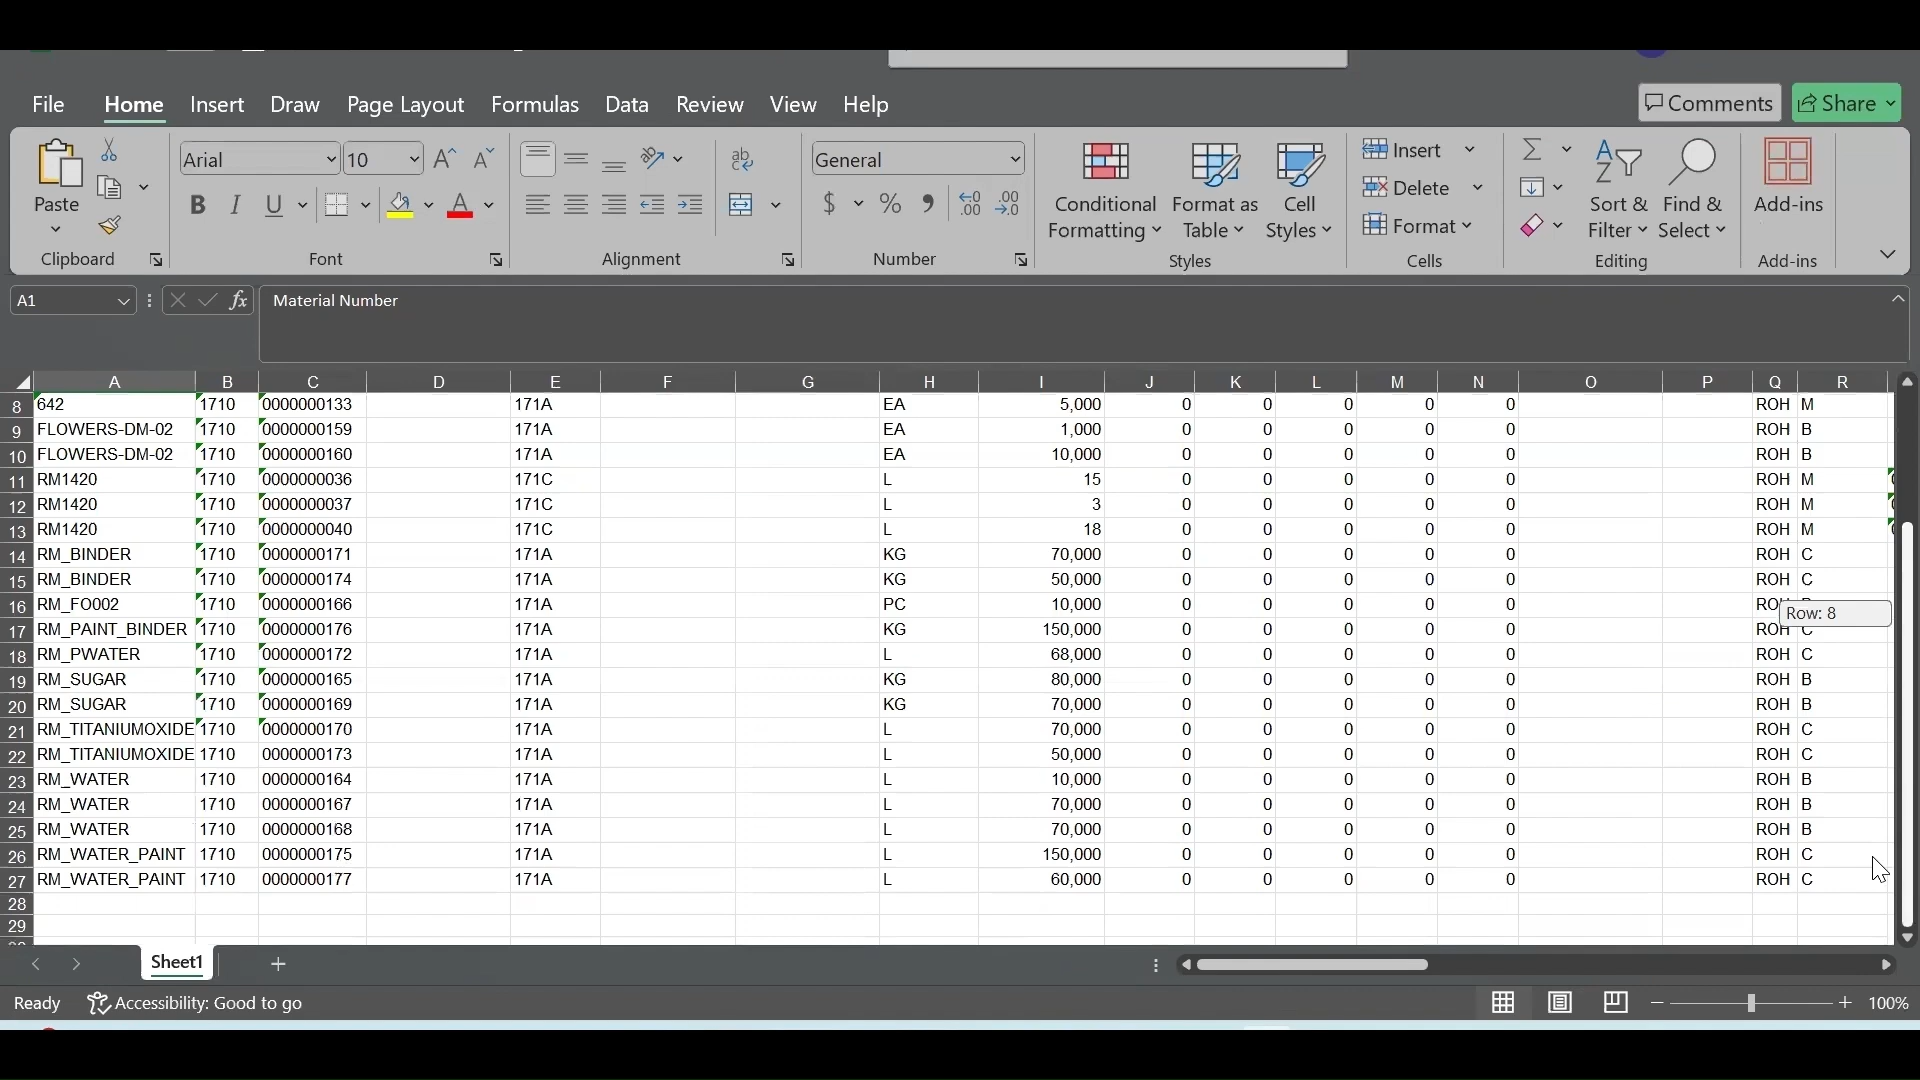 File Home Insert Draw Page Layout Formulas Data Review View Help Comments Share
Paste
Clipboard
Arial 10
B I U A
Font
ab
Alignment
General
$ % 9 .00 .00
Number
Conditional Formatting
Format as Table
Cell Styles
Styles
Insert
Delete
Format
Cells
Sort & Filter
Find & Select
Editing
Add-ins
Add-ins
A1 fx Material Number
A B C D E F G H I J K L M N O P Q R
8 642 1710 0000000133 171A EA 5,000 0 0 0 0 0 ROH M
9 FLOWERS-DM-02 1710 0000000159 171A EA 1,000 0 0 0 0 0 ROH B
10 FLOWERS-DM-02 1710 0000000160 171A EA 10,000 0 0 0 0 0 ROH B
11 RM1420 1710 0000000036 171C L 15 0 0 0 0 0 ROH M
12 RM1420 1710 0000000037 171C L 3 0 0 0 0 0 ROH M
13 RM1420 1710 0000000040 171C L 18 0 0 0 0 0 ROH M
14 RM_BINDER 1710 0000000171 171A KG 70,000 0 0 0 0 0 ROH C
15 RM_BINDER 1710 0000000174 171A KG 50,000 0 0 0 0 0 ROH C
16 RM_FO002 1710 0000000166 171A PC 10,000 0 0 0 0 0 ROH
Row: 8
17 RM_PAINT_BINDER 1710 0000000176 171A KG 150,000 0 0 0 0 0 ROH C
18 RM_PWATER 1710 0000000172 171A L 68,000 0 0 0 0 0 ROH C
19 RM_SUGAR 1710 0000000165 171A KG 80,000 0 0 0 0 0 ROH B
20 RM_SUGAR 1710 0000000169 171A KG 70,000 0 0 0 0 0 ROH B
21 RM_TITANIUMOXIDE 1710 0000000170 171A L 70,000 0 0 0 0 0 ROH C
22 RM_TITANIUMOXIDE 1710 0000000173 171A L 50,000 0 0 0 0 0 ROH C
23 RM_WATER 1710 0000000164 171A L 10,000 0 0 0 0 0 ROH B
24 RM_WATER 1710 0000000167 171A L 70,000 0 0 0 0 0 ROH B
25 RM_WATER 1710 0000000168 171A L 70,000 0 0 0 0 0 ROH B
26 RM_WATER_PAINT 1710 0000000175 171A L 150,000 0 0 0 0 0 ROH C
27 RM_WATER_PAINT 1710 0000000177 171A L 60,000 0 0 0 0 0 ROH C
28
29
Sheet1
Ready Accessibility: Good to go 100%